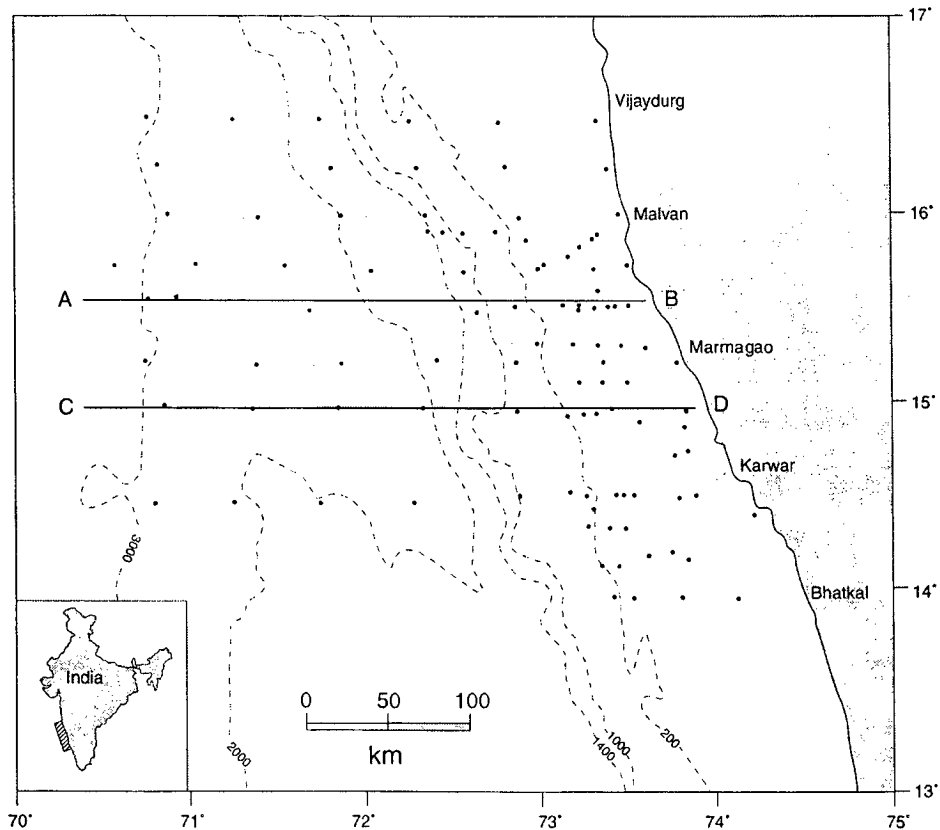 17°
Vijaydurg
16°
Malvan
A
B
Marmagao
C
D
15°
Karwar
3000
14°
Bhatkal
India
0 50 100
km
2000
1400
1000
200
13°
70° 71° 72° 73° 74° 75°